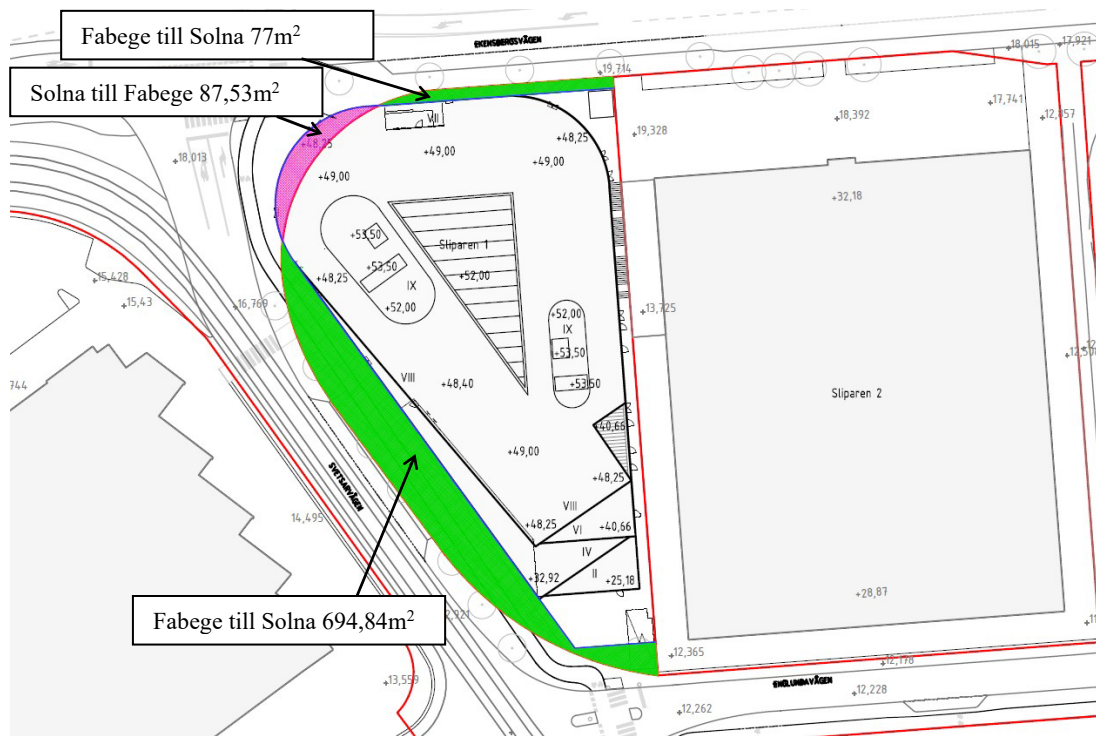 Fabege till Solna 77m²
Solna till Fabege 87,53m²
EKENSBERGSVÄGEN
+19,714
+18,015
+17,921
+17,741
+12,857
+18,392
+19,328
+18,013
+48,25
VII
+49,00
+48,25
+49,00
+49,00
+32,18
+53,50
Sliparen 1
+53,50
+48,25
IX
+52,00
+52,00
+15,428
+15,43
+16,769
+13,725
+52,00
IX
+53,50
+53,50
744
VIII
+48,40
Sliparen 2
+40,66
+49,00
+48,25
SVETSARVÄGEN
14,495
VIII
+48,25
VI
+40,66
IV
+32,92
II
+25,18
+28,87
Fabege till Solna 694,84m²
+12,365
+12,178
ENGLUNDAVÄGEN
+13,559
+12,228
+12,262